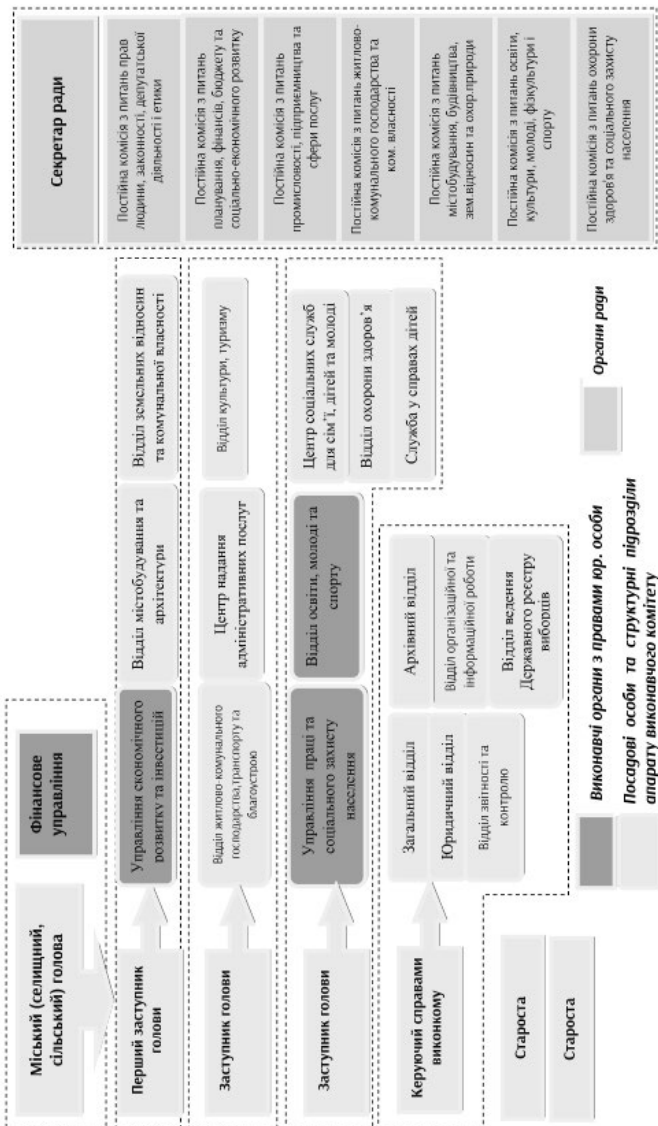 Міський (селищний,
сільський) голова
Фінансове
управління
Перший заступник
голови
Управління економічного
розвитку та інвестицій
Відділ містобудування та
архітектури
Відділ земельних відносин
та комунальної власності
Заступник голови
Відділ житлово-комунального
господарства,транспорту та
благоустрою
Центр надання
адміністративних послуг
Відділ культури, туризму
Заступник голови
Управління праці та
соціального захисту
населення
Відділ освіти, молоді та
спорту
Центр соціальних служб
для сім'ї, дітей та молоді
Відділ охорони здоров'я
Служба у справах дітей
Керуючий справами
виконкому
Загальний відділ
Юридичний відділ
Відділ звітності та
контролю
Архівний відділ
Відділ організаційної та
інформаційної роботи
Відділ ведення
Державного реєстру
виборців
Староста
Староста
Секретар ради
Постійна комісія з питань прав
людини, законності, депутатської
діяльності і етики
Постійна комісія з питань
планування, фінансів, бюджету та
соціально-економічного розвитку
Постійна комісія з питань
промисловості, підприємництва та
сфери послуг
Постійна комісія з питань житлово-
комунального господарства та
ком. власності
Постійна комісія з питань
містобудування, будівництва,
зем.відносин та охор.природи
Постійна комісія з питань освіти,
культури, молоді, фізкультури і
спорту
Постійна комісія з питань охорони
здоров'я та соціального захисту
населення
Виконавчі органи з правами юр. особи
Посадові особи та структурні підрозділи
апарату виконавчого комітету
Органи ради